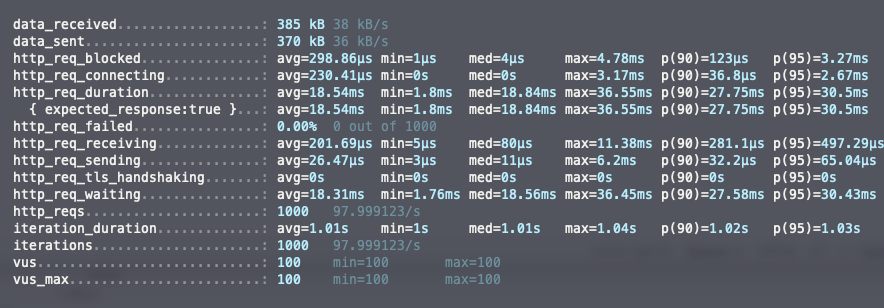 data_received..................: 385 kB 38 kB/s
data_sent......................: 370 kB 36 kB/s
http_req_blocked...............: avg=298.86µs min=1µs    med=4µs     max=4.78ms  p(90)=123µs   p(95)=3.27ms
http_req_connecting............: avg=230.41µs min=0s     med=0s      max=3.17ms  p(90)=36.8µs  p(95)=2.67ms
http_req_duration..............: avg=18.54ms  min=1.8ms  med=18.84ms max=36.55ms p(90)=27.75ms p(95)=30.5ms
  { expected_response:true }...: avg=18.54ms  min=1.8ms  med=18.84ms max=36.55ms p(90)=27.75ms p(95)=30.5ms
http_req_failed................: 0.00%  0 out of 1000
http_req_receiving.............: avg=201.69µs min=5µs    med=80µs    max=11.38ms p(90)=281.1µs p(95)=497.29µs
http_req_sending...............: avg=26.47µs  min=3µs    med=11µs    max=6.2ms   p(90)=32.2µs  p(95)=65.04µs
http_req_tls_handshaking.......: avg=0s       min=0s     med=0s      max=0s      p(90)=0s      p(95)=0s
http_req_waiting...............: avg=18.31ms  min=1.76ms med=18.56ms max=36.45ms p(90)=27.58ms p(95)=30.43ms
http_reqs......................: 1000   97.999123/s
iteration_duration.............: avg=1.01s    min=1s     med=1.01s   max=1.04s   p(90)=1.02s   p(95)=1.03s
iterations.....................: 1000   97.999123/s
vus............................: 100    min=100       max=100
vus_max........................: 100    min=100       max=100